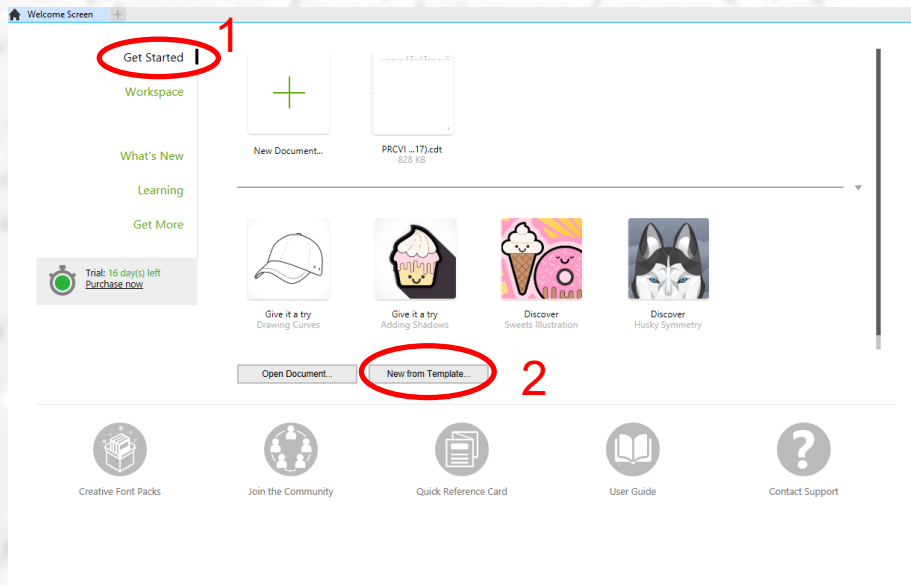 Welcome Screen
1
Get Started
Workspace
What's New
Learning
Get More
Trial: 16 day(s) left
Purchase now
New Document...
PRCVI ...17).cdt
828 KB
Give it a try
Drawing Curves
Give it a try
Adding Shadows
Discover
Sweets Illustration
Discover
Husky Symmetry
Open Document...
New from Template...
2
Creative Font Packs
Join the Community
Quick Reference Card
User Guide
Contact Support